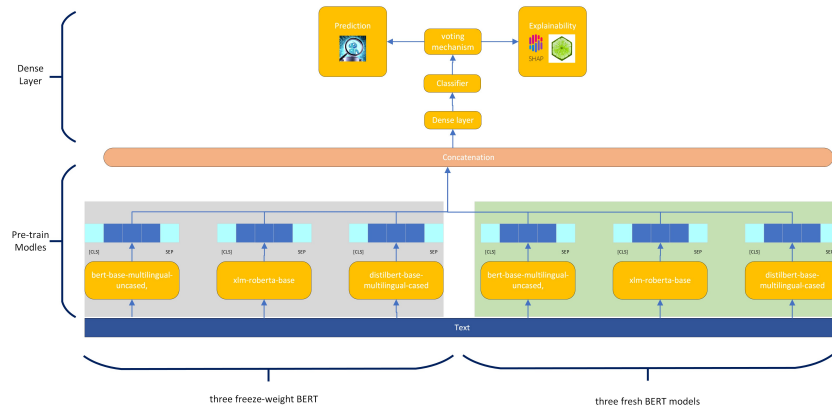 Prediction
voting
mechanism
Explainability
SHAP
Classifier
Dense
Layer
Dense layer
Concatenation
Pre-train
Modles
[CLS] SEP [CLS] SEP [CLS] SEP [CLS] SEP [CLS] SEP [CLS] SEP
bert-base-multilingual-
uncased,
xlm-roberta-base
distilbert-base-
multilingual-cased
bert-base-multilingual-
uncased,
xlm-roberta-base
distilbert-base-
multilingual-cased
Text
three freeze-weight BERT
three fresh BERT models